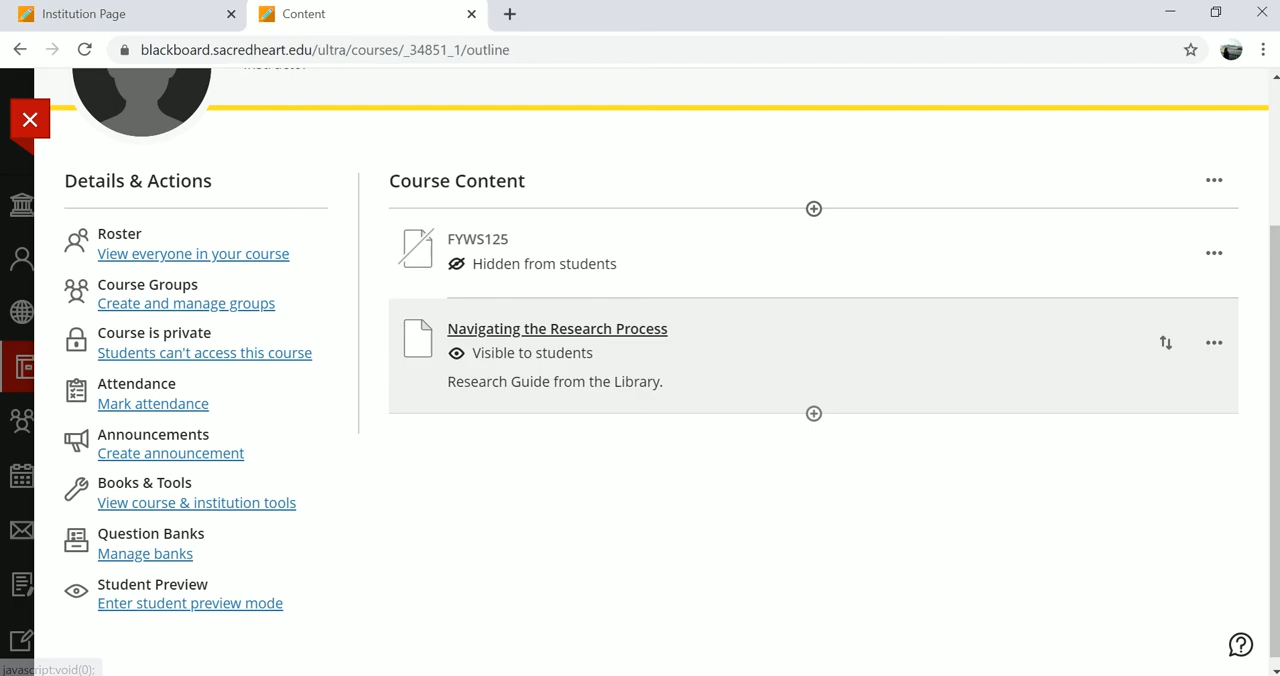 Institution Page
Content
blackboard.sacredheart.edu/ultra/courses/_34851_1/outline
Details & Actions
Roster
View everyone in your course
Course Groups
Create and manage groups
Course is private
Students can't access this course
Attendance
Mark attendance
Announcements
Create announcement
Books & Tools
View course & institution tools
Question Banks
Manage banks
Student Preview
Enter student preview mode
Course Content
FYWS125
Hidden from students
Navigating the Research Process
Visible to students
Research Guide from the Library.
javascript:void(0);